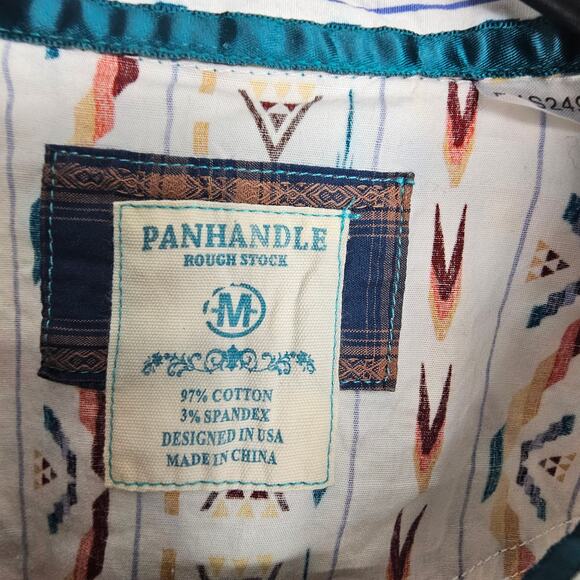 PANHANDLE
ROUGH STOCK
M
97% COTTON
3% SPANDEX
DESIGNED IN USA
MADE IN CHINA